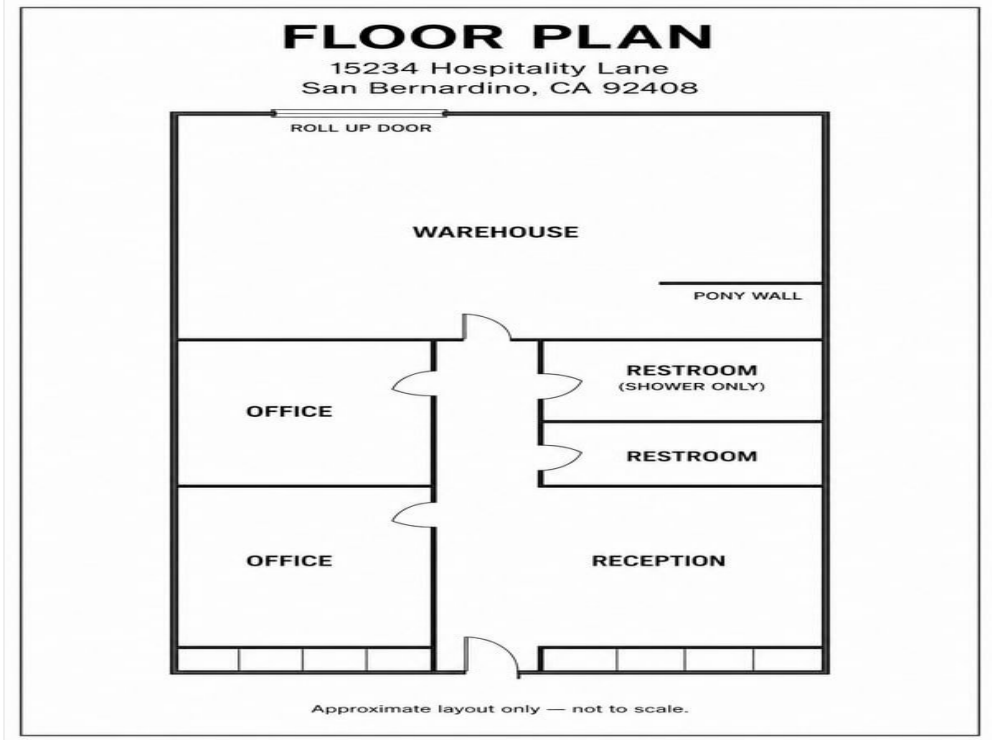 FLOOR PLAN
15234 Hospitality Lane
San Bernardino, CA 92408
ROLL UP DOOR
WAREHOUSE
PONY WALL
RESTROOM
(SHOWER ONLY)
OFFICE
RESTROOM
OFFICE
RECEPTION
Approximate layout only — not to scale.